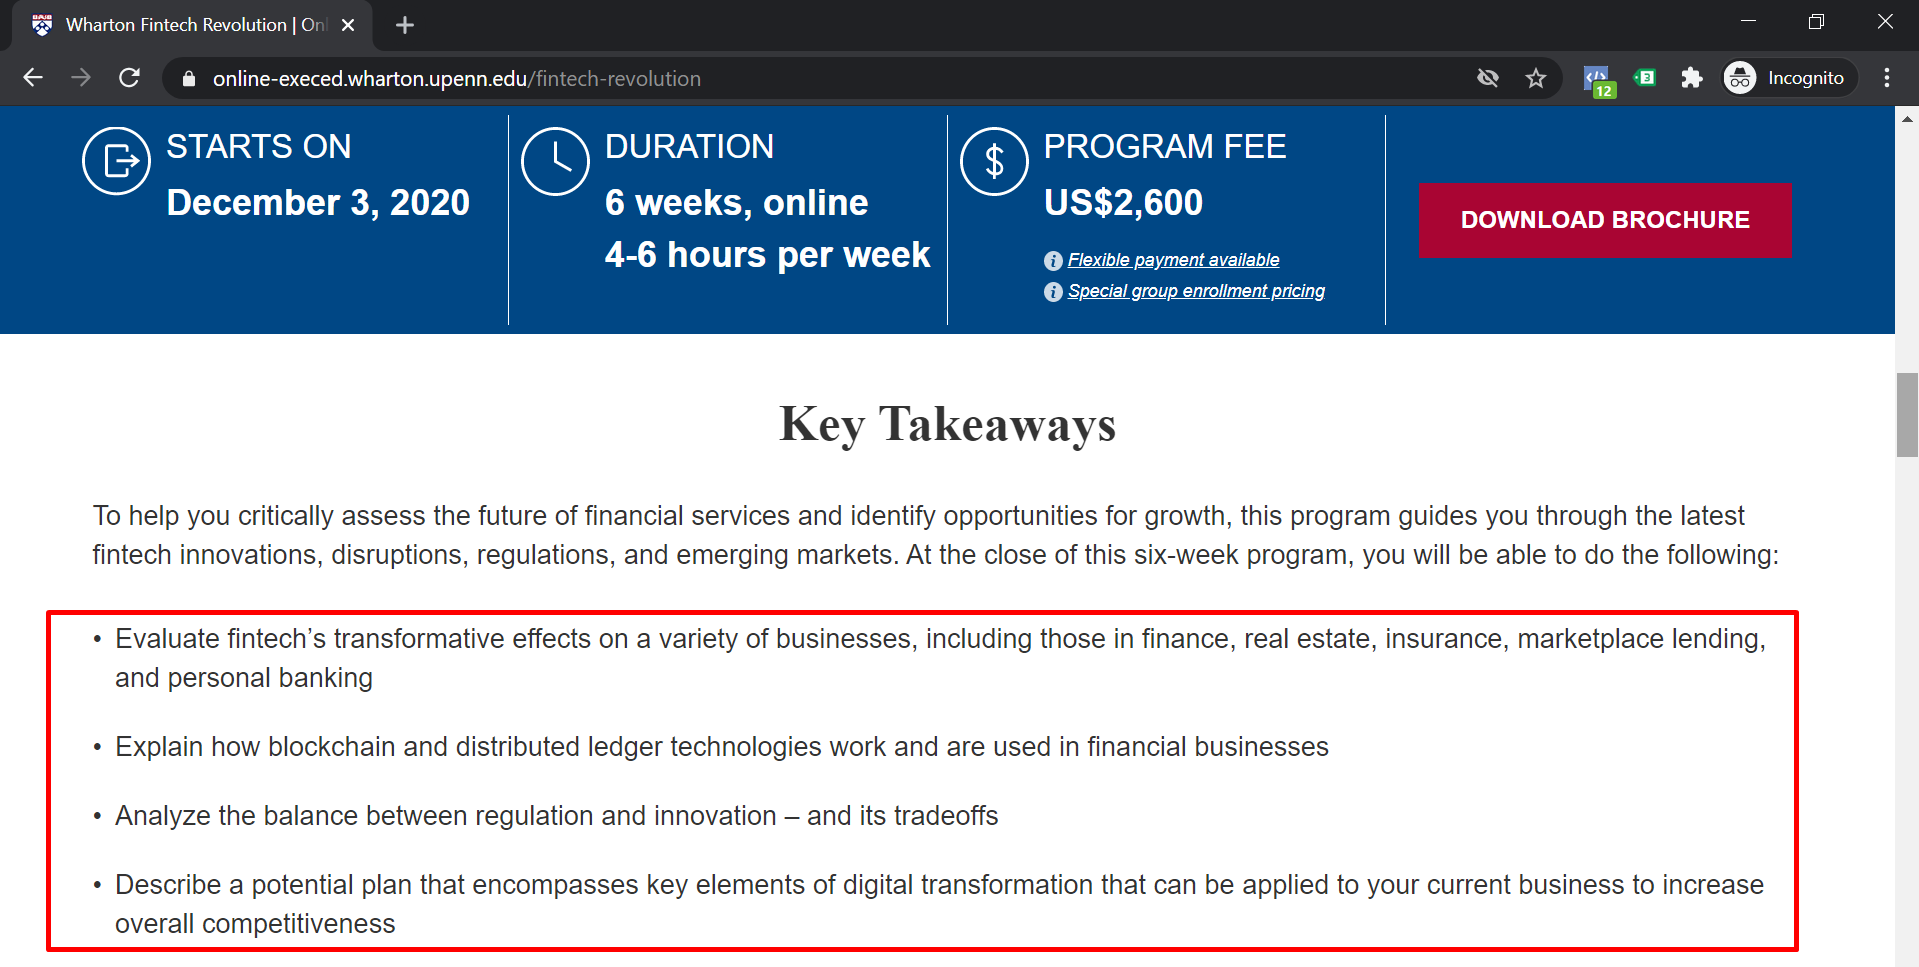 Wharton Fintech Revolution | Onl
online-execed.wharton.upenn.edu/fintech-revolution
12
3
Incognito
STARTS ON
December 3, 2020
DURATION
6 weeks, online
4-6 hours per week
PROGRAM FEE
US$2,600
Flexible payment available
Special group enrollment pricing
DOWNLOAD BROCHURE
Key Takeaways
To help you critically assess the future of financial services and identify opportunities for growth, this program guides you through the latest
fintech innovations, disruptions, regulations, and emerging markets. At the close of this six-week program, you will be able to do the following:
• Evaluate fintech’s transformative effects on a variety of businesses, including those in finance, real estate, insurance, marketplace lending,
and personal banking
• Explain how blockchain and distributed ledger technologies work and are used in financial businesses
• Analyze the balance between regulation and innovation – and its tradeoffs
• Describe a potential plan that encompasses key elements of digital transformation that can be applied to your current business to increase
overall competitiveness